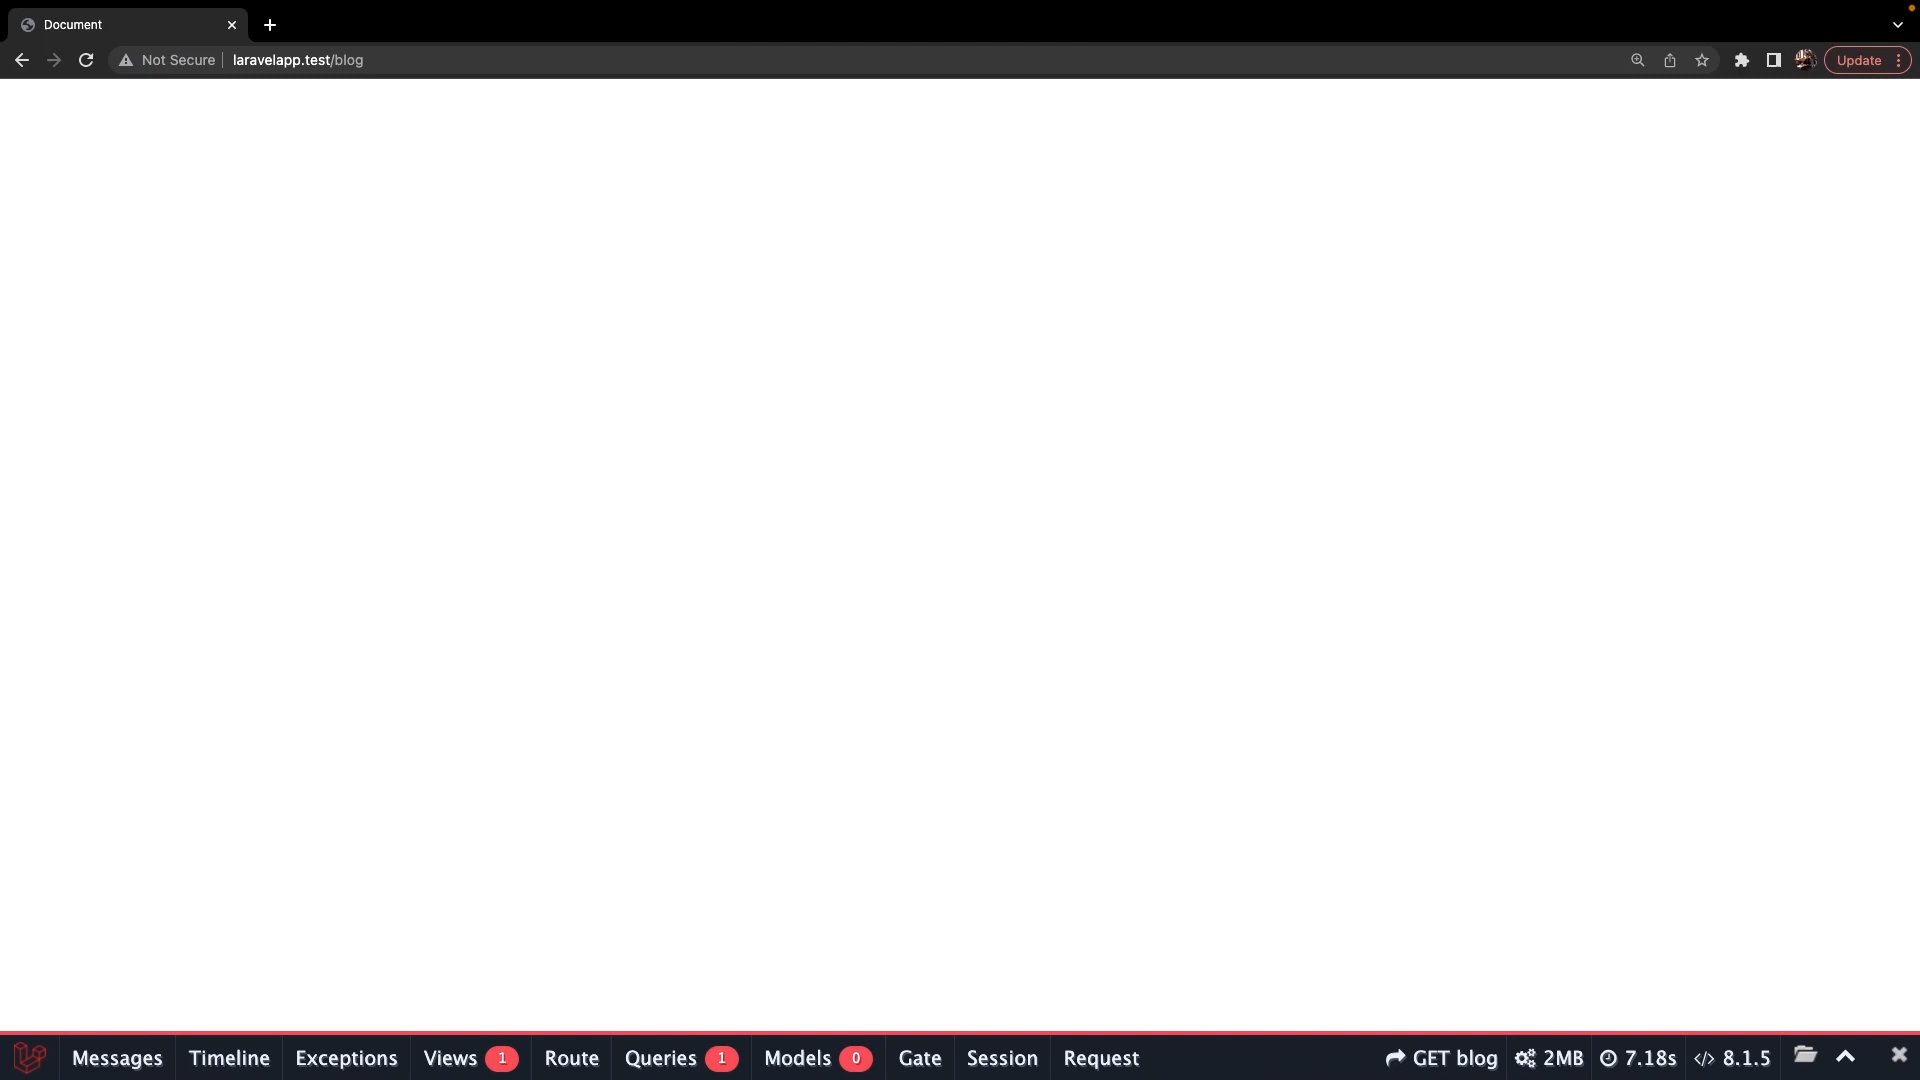 Document
Not Secure laravelapp.test/blog Update
Messages Timeline Exceptions Views 1 Route Queries 1 Models 0 Gate Session Request GET blog 2MB 7.18s 8.1.5